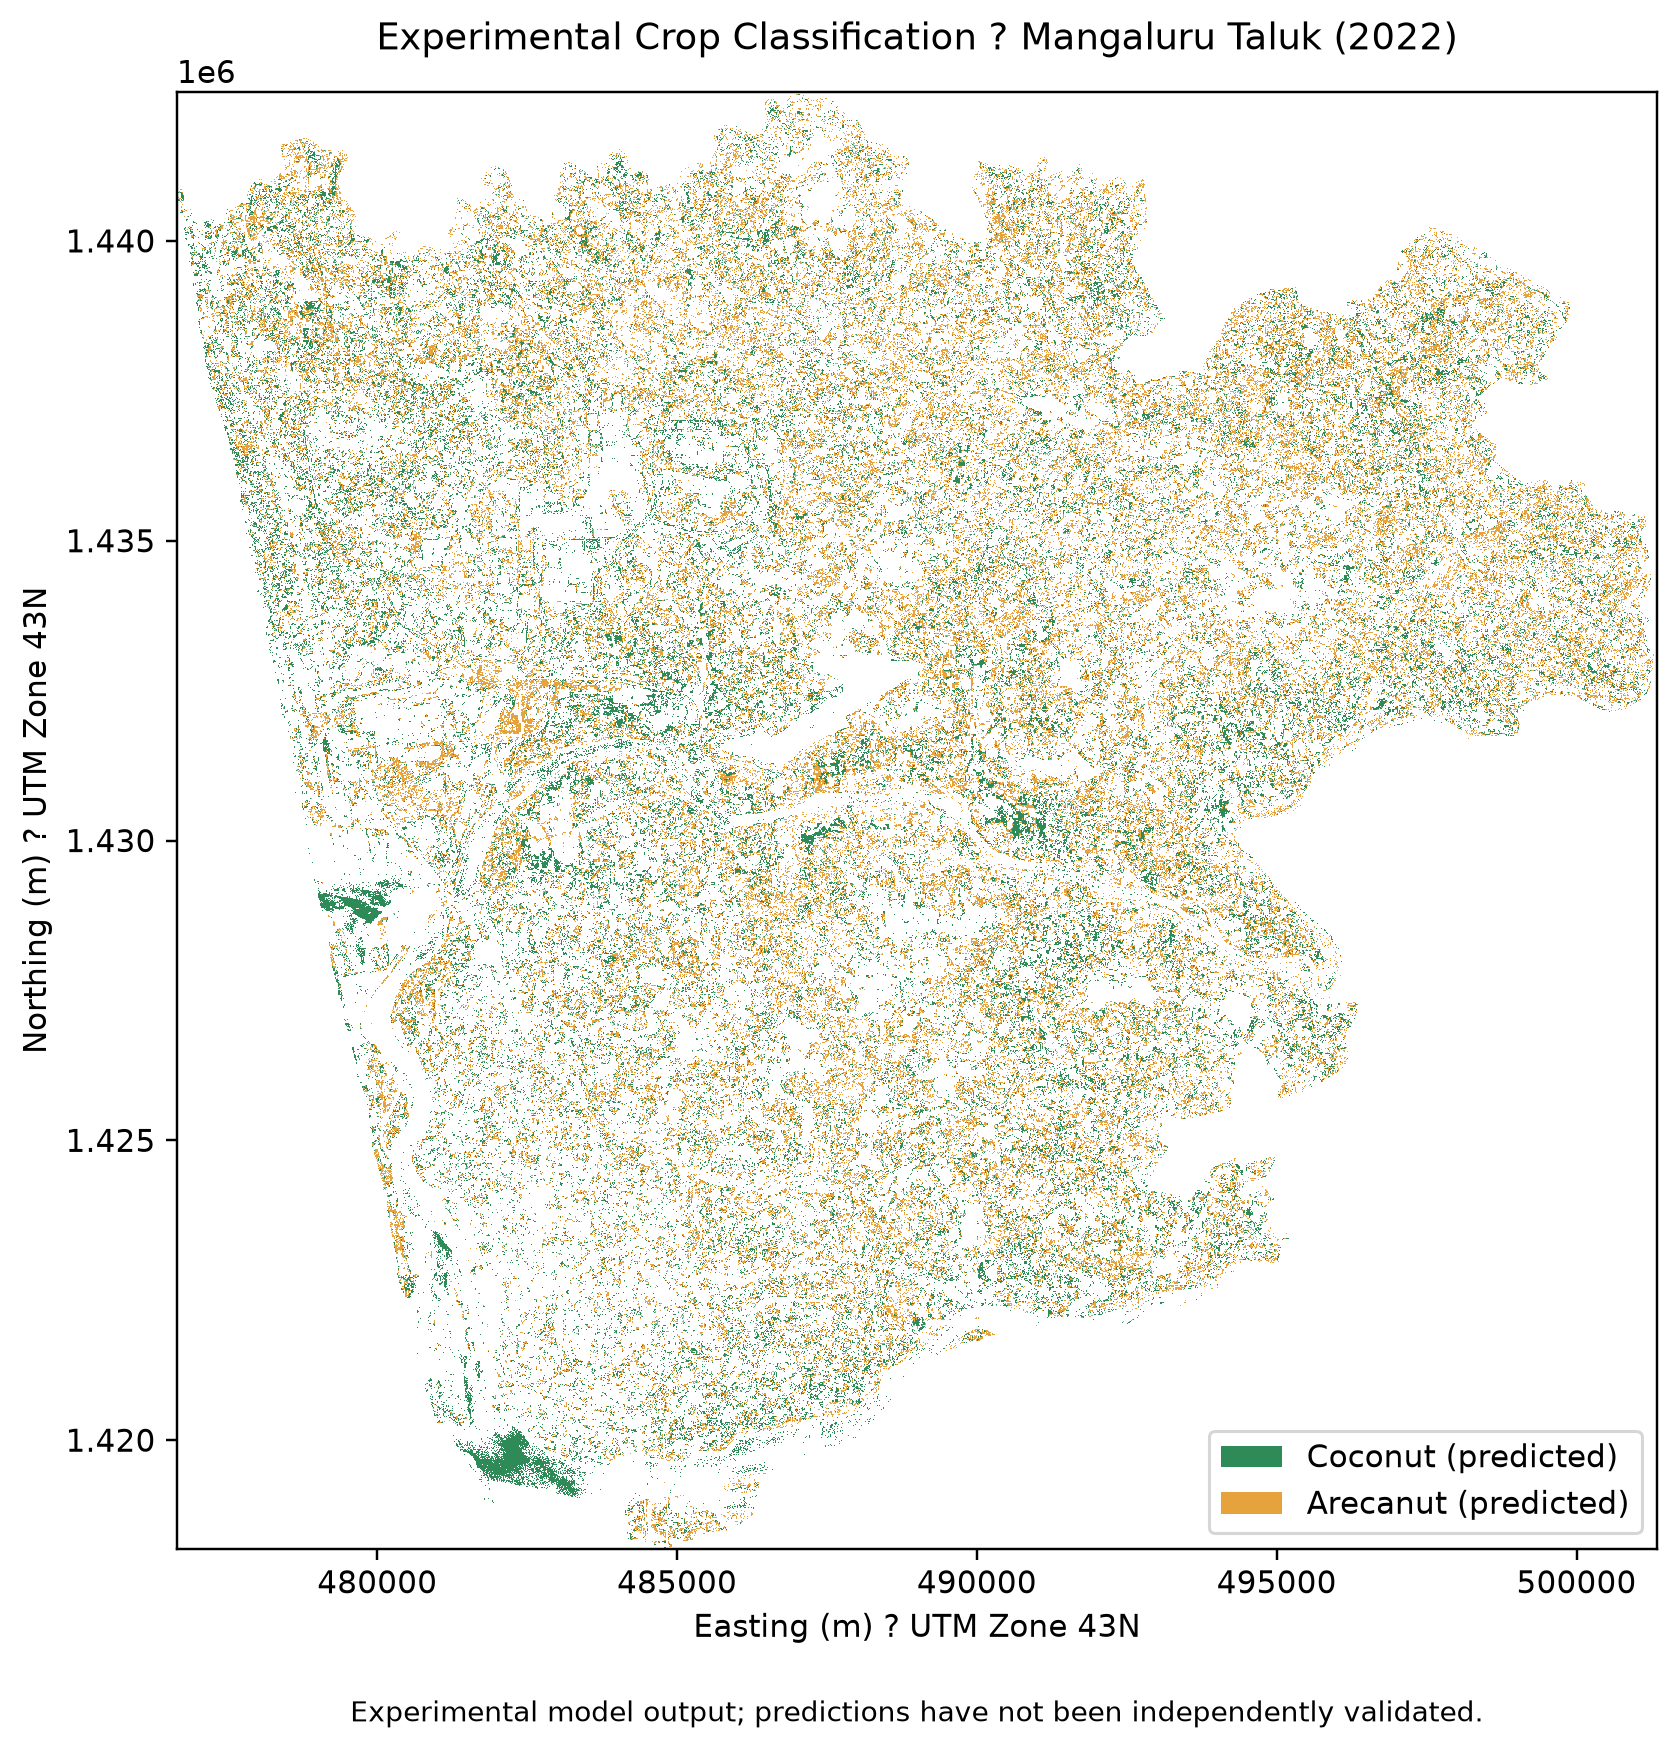 Experimental Crop Classification ? Mangaluru Taluk (2022)
1e6
1.440
1.435
1.430
1.425
1.420
Northing (m) ? UTM Zone 43N
Coconut (predicted)
Arecanut (predicted)
480000 485000 490000 495000 500000
Easting (m) ? UTM Zone 43N
Experimental model output; predictions have not been independently validated.